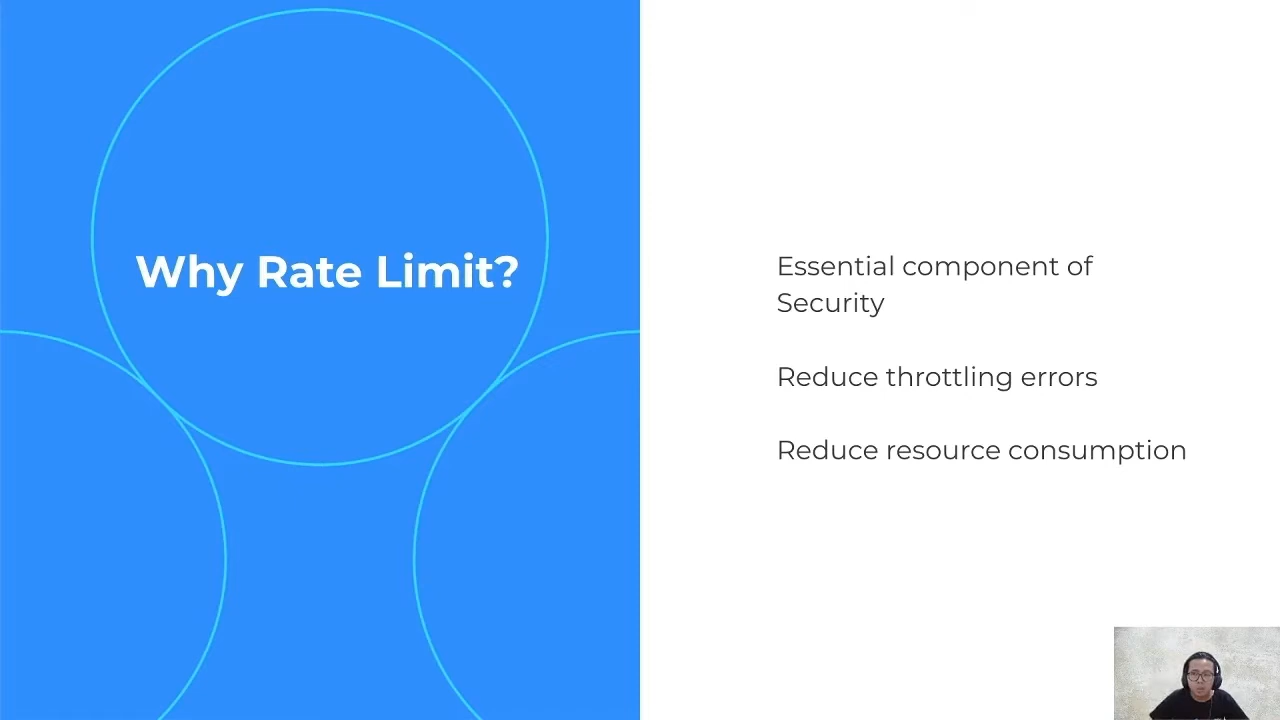 Why Rate Limit?
Essential component of
Security
Reduce throttling errors
Reduce resource consumption